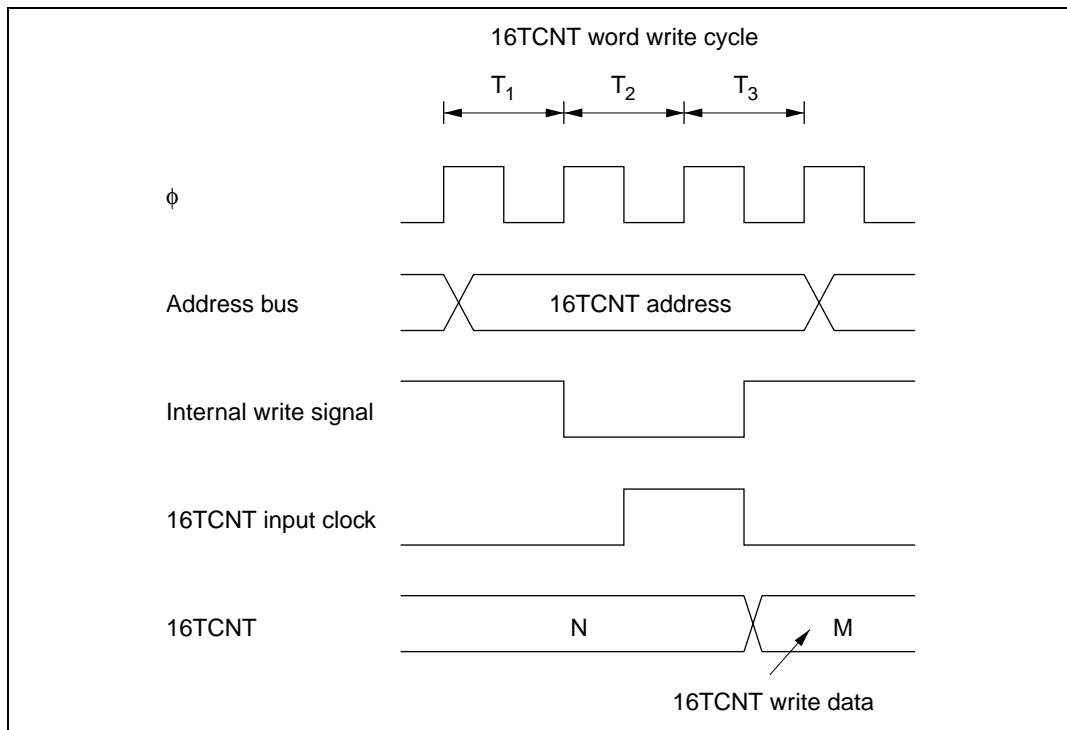 16TCNT word write cycle
T1 T2 T3
φ
Address bus 16TCNT address
Internal write signal
16TCNT input clock
16TCNT N M
16TCNT write data